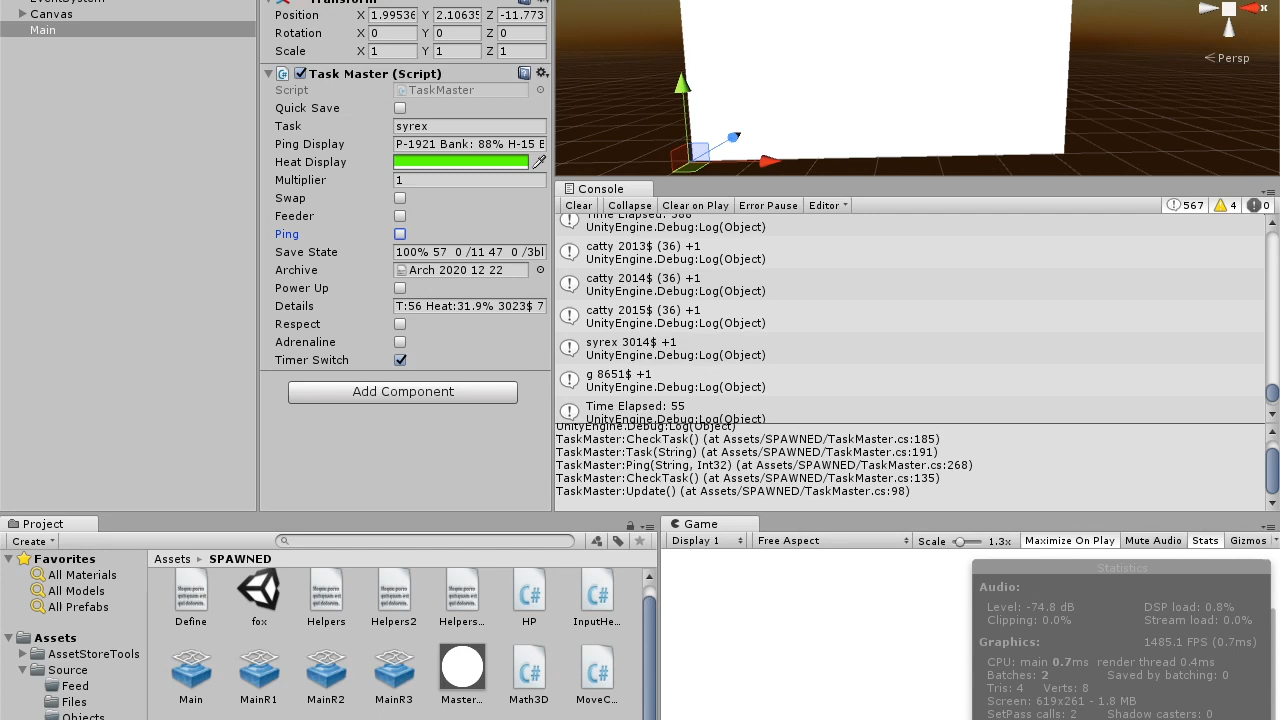 EventSystem
Canvas
Main
Transform
Position X 1.99536 Y 2.10635 Z -11.773
Rotation X 0 Y 0 Z 0
Scale X 1 Y 1 Z 1
Task Master (Script)
Script TaskMaster
Quick Save
Task syrex
Ping Display P-1921 Bank: 88% H-15 E
Heat Display
Multiplier 1
Swap
Feeder
Ping
Save State 100% 57 0 /11 47 0 /3bl
Archive Arch 2020 12 22
Power Up
Details T:56 Heat:31.9% 3023$ 7
Respect
Adrenaline
Timer Switch
Add Component
x
< Persp
Console
Clear Collapse Clear on Play Error Pause Editor 567 4 0
Time Elapsed: 388
UnityEngine.Debug:Log(Object)
catty 2013$ (36) +1
UnityEngine.Debug:Log(Object)
catty 2014$ (36) +1
UnityEngine.Debug:Log(Object)
catty 2015$ (36) +1
UnityEngine.Debug:Log(Object)
syrex 3014$ +1
UnityEngine.Debug:Log(Object)
g 8651$ +1
UnityEngine.Debug:Log(Object)
Time Elapsed: 55
UnityEngine.Debug:Log(Object)
UnityEngine.Debug:Log(Object)
TaskMaster:CheckTask() (at Assets/SPAWNED/TaskMaster.cs:185)
TaskMaster:Task(String) (at Assets/SPAWNED/TaskMaster.cs:191)
TaskMaster:Ping(String, Int32) (at Assets/SPAWNED/TaskMaster.cs:268)
TaskMaster:CheckTask() (at Assets/SPAWNED/TaskMaster.cs:135)
TaskMaster:Update() (at Assets/SPAWNED/TaskMaster.cs:98)
Project
Create
Favorites
All Materials
All Models
All Prefabs
Assets
AssetStoreTools
Source
Feed
Files
Objects
Assets ▸ SPAWNED
Define fox Helpers Helpers2 Helpers... HP InputHe...
Main MainR1 MainR2 MainR3 Master... Math3D MoveC...
Game
Display 1 Free Aspect Scale 1.3x Maximize On Play Mute Audio Stats Gizmos
Statistics
Audio:
Level: -74.8 dB DSP load: 0.8%
Clipping: 0.0% Stream load: 0.0%
Graphics: 1485.1 FPS (0.7ms)
CPU: main 0.7ms render thread 0.4ms
Batches: 2 Saved by batching: 0
Tris: 4 Verts: 8
Screen: 619x261 - 1.8 MB
SetPass calls: 2 Shadow casters: 0